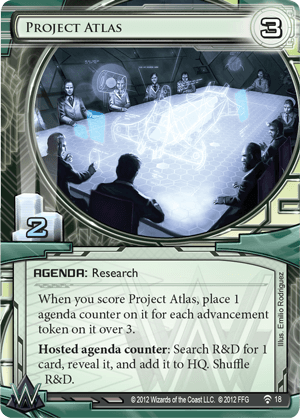 PROJECT ATLAS
3
2
AGENDA: Research
When you score Project Atlas, place 1
agenda counter on it for each advancement
token on it over 3.
Hosted agenda counter: Search R&D for 1
card, reveal it, and add it to HQ. Shuffle
R&D.
Illus. Emilio Rodriguez
© 2012 Wizards of the Coast LLC. © 2012 FFG
18